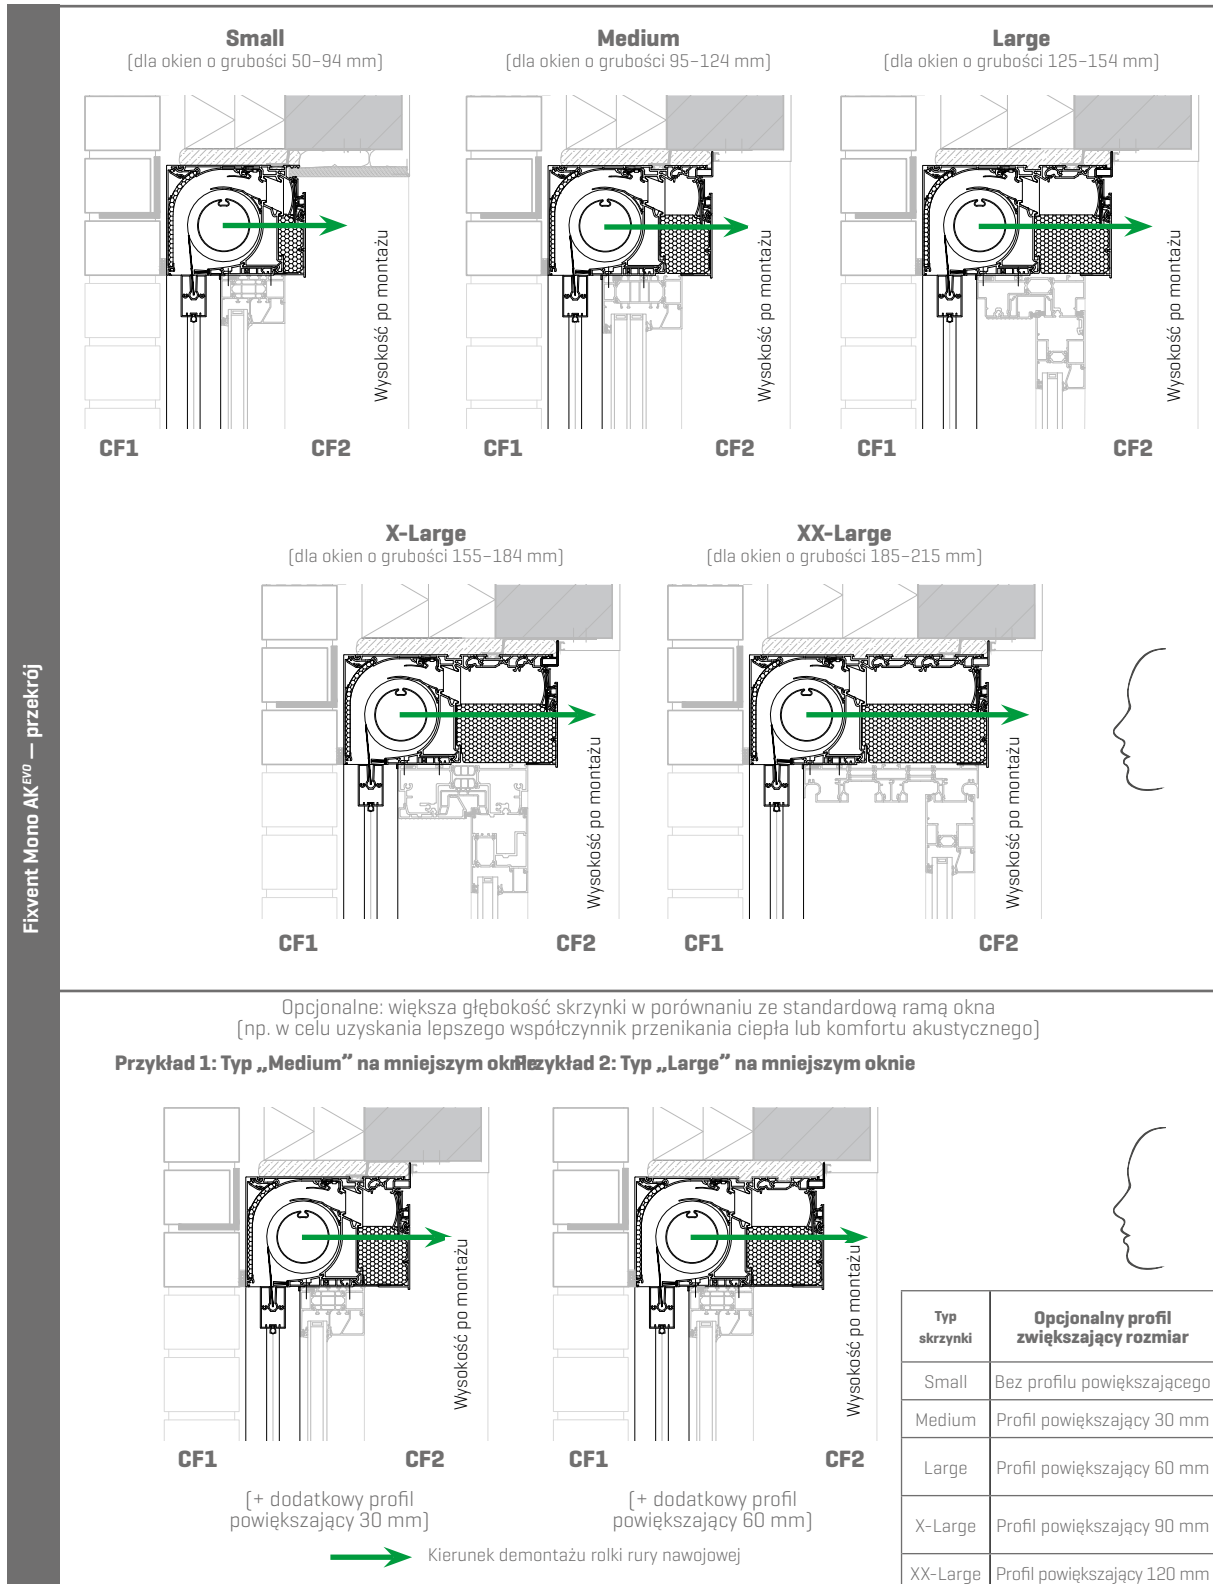 Fixvent Mono AKEVO — przekrój
Small
(dla okien o grubości 50–94 mm)
Medium
(dla okien o grubości 95–124 mm)
Large
(dla okien o grubości 125–154 mm)
Wysokość po montażu
Wysokość po montażu
Wysokość po montażu
CF1
CF2
CF1
CF2
CF1
CF2
X-Large
(dla okien o grubości 155–184 mm)
XX-Large
(dla okien o grubości 185–215 mm)
Wysokość po montażu
Wysokość po montażu
CF1
CF2
CF1
CF2
Opcjonalne: większa głębokość skrzynki w porównaniu ze standardową ramą okna
(np. w celu uzyskania lepszego współczynnik przenikania ciepła lub komfortu akustycznego)
Przykład 1: Typ „Medium” na mniejszym oknie
Przykład 2: Typ „Large” na mniejszym oknie
Wysokość po montażu
Wysokość po montażu
CF1
CF2
CF1
CF2
(+ dodatkowy profil
powiększający 30 mm)
(+ dodatkowy profil
powiększający 60 mm)
Kierunek demontażu rolki rury nawojowej
Typ
skrzynki
Opcjonalny profil
zwiększający rozmiar
Small
Bez profilu powiększającego
Medium
Profil powiększający 30 mm
Large
Profil powiększający 60 mm
X-Large
Profil powiększający 90 mm
XX-Large
Profil powiększający 120 mm